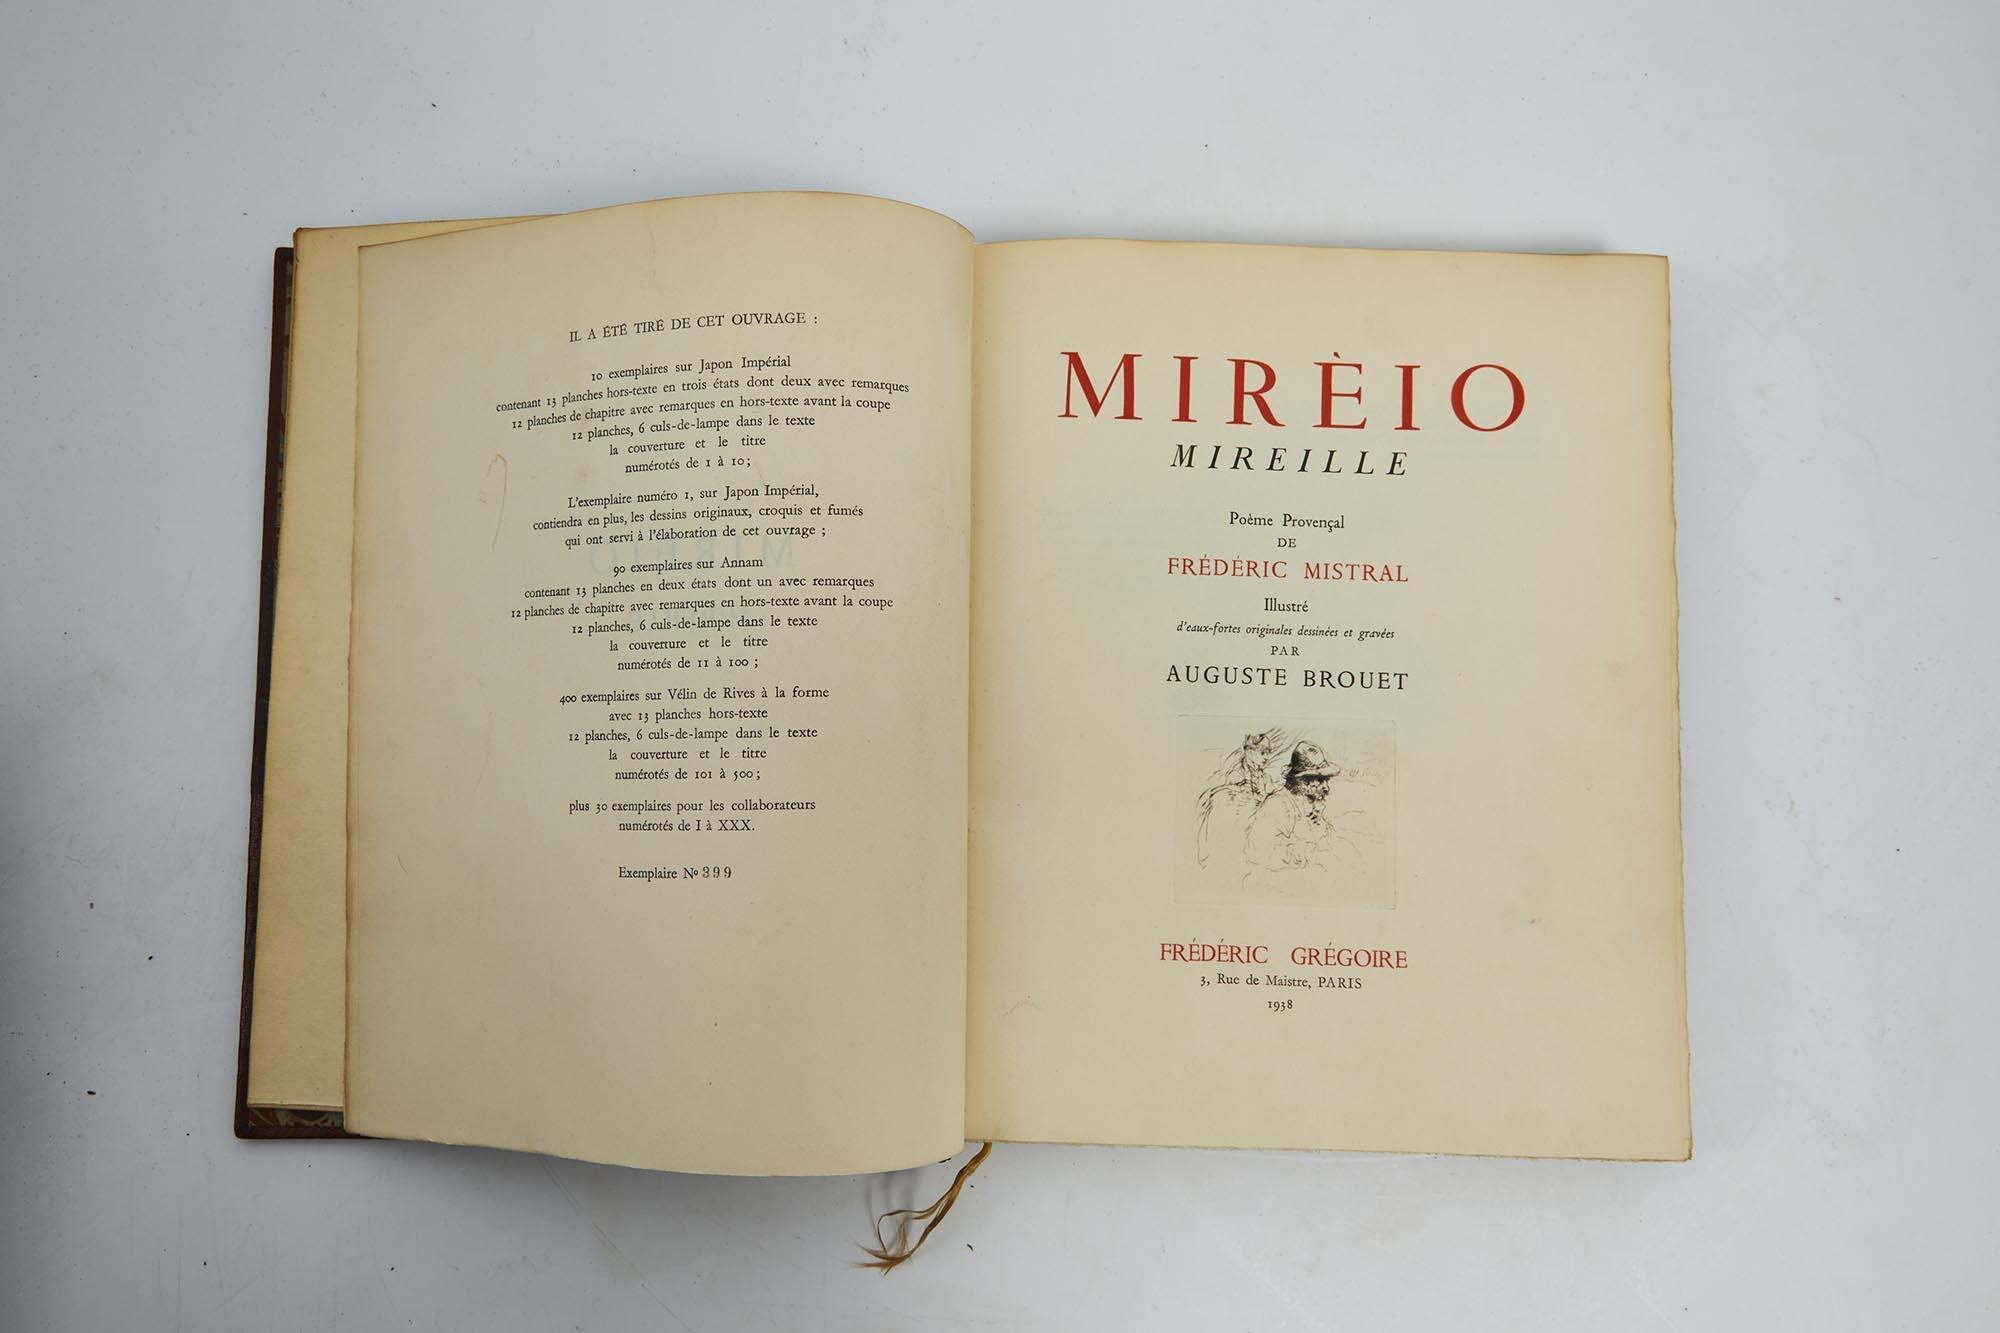 IL A ÉTÉ TIRÉ DE CET OUVRAGE :
10 exemplaires sur Japon Impérial
contenant 13 planches hors-texte en trois états dont deux avec remarques
12 planches de chapitre avec remarques en hors-texte avant la coupe
12 planches, 6 culs-de-lampe dans le texte
la couverture et le titre
numérotés de 1 à 10;
L'exemplaire numéro 1, sur Japon Impérial,
contiendra en plus, les dessins originaux, croquis et fumés
qui ont servi à l'élaboration de cet ouvrage ;
90 exemplaires sur Annam
contenant 13 planches en deux états dont un avec remarques
12 planches de chapitre avec remarques en hors-texte avant la coupe
12 planches, 6 culs-de-lampe dans le texte
la couverture et le titre
numérotés de 11 à 100 ;
400 exemplaires sur Vélin de Rives à la forme
avec 13 planches hors-texte
12 planches, 6 culs-de-lampe dans le texte
la couverture et le titre
numérotés de 101 à 500 ;
plus 30 exemplaires pour les collaborateurs
numérotés de I à XXX.
Exemplaire Nº 399
MIRÈIO
MIREILLE
Poème Provençal
DE
FRÉDÉRIC MISTRAL
Illustré
d'eaux-fortes originales dessinées et gravées
PAR
AUGUSTE BROUET
FRÉDÉRIC GRÉGOIRE
3, Rue de Maistre, PARIS
1938